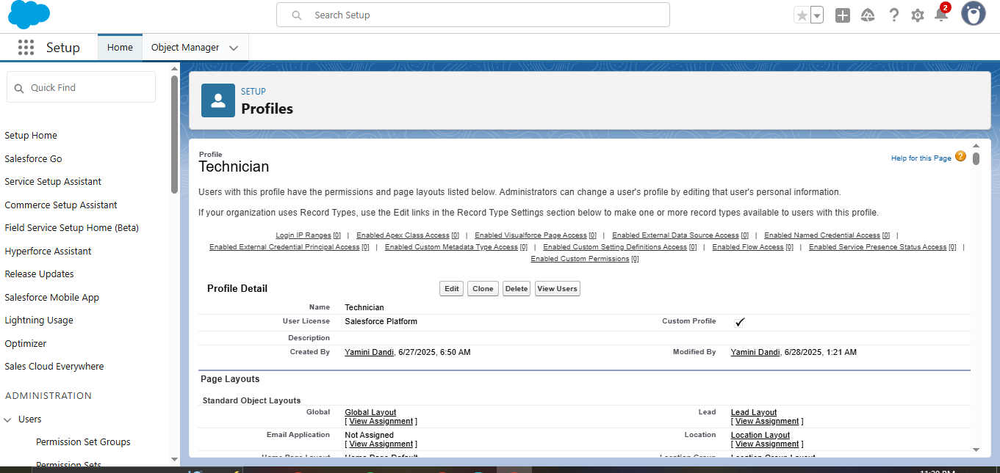 Search Setup
2
Setup
Home
Object Manager
Quick Find
Setup Home
Salesforce Go
Service Setup Assistant
Commerce Setup Assistant
Field Service Setup Home (Beta)
Hyperforce Assistant
Release Updates
Salesforce Mobile App
Lightning Usage
Optimizer
Sales Cloud Everywhere
ADMINISTRATION
Users
Permission Set Groups
Permission Sets
SETUP
Profiles
Profile
Technician
Help for this Page ?
Users with this profile have the permissions and page layouts listed below. Administrators can change a user's profile by editing that user's personal information.
If your organization uses Record Types, use the Edit links in the Record Type Settings section below to make one or more record types available to users with this profile.
Login IP Ranges [0] | Enabled Apex Class Access [0] | Enabled Visualforce Page Access [0] | Enabled External Data Source Access [0] | Enabled Named Credential Access [0] |
Enabled External Credential Principal Access [0] | Enabled Custom Metadata Type Access [0] | Enabled Custom Setting Definitions Access [0] | Enabled Flow Access [0] | Enabled Service Presence Status Access [0] |
Enabled Custom Permissions [0]
Profile Detail Edit Clone Delete View Users
Name Technician
User License Salesforce Platform Custom Profile ✓
Description
Created By Yamini Dandi, 6/27/2025, 6:50 AM Modified By Yamini Dandi, 6/28/2025, 1:21 AM
Page Layouts
Standard Object Layouts
Global Global Layout Lead Lead Layout
[ View Assignment ] [ View Assignment ]
Email Application Not Assigned Location Location Layout
[ View Assignment ] [ View Assignment ]
Home Page Layout Home Page Default Location Group Location Group Layout